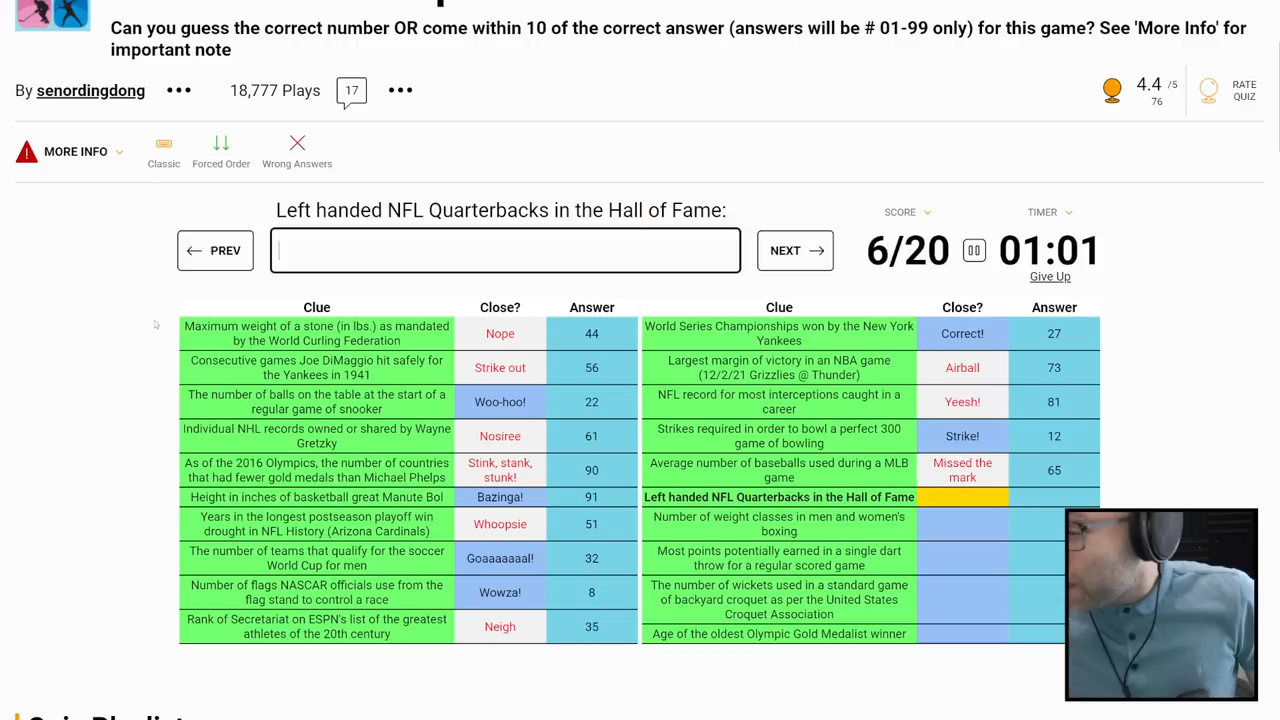 Can you guess the correct number OR come within 10 of the correct answer (answers will be # 01-99 only) for this game? See 'More Info' for
important note
By senordingdong ••• 18,777 Plays 17 •••
4.4 /5
76
RATE
QUIZ
MORE INFO
Classic
Forced Order
Wrong Answers
Left handed NFL Quarterbacks in the Hall of Fame:
← PREV
NEXT →
SCORE
6/20
TIMER
01:01
Give Up
Clue Close? Answer
Maximum weight of a stone (in lbs.) as mandated
by the World Curling Federation
Nope
44
Consecutive games Joe DiMaggio hit safely for
the Yankees in 1941
Strike out
56
The number of balls on the table at the start of a
regular game of snooker
Woo-hoo!
22
Individual NHL records owned or shared by Wayne
Gretzky
Nosiree
61
As of the 2016 Olympics, the number of countries
that had fewer gold medals than Michael Phelps
Stink, stank,
stunk!
90
Height in inches of basketball great Manute Bol
Bazinga!
91
Years in the longest postseason playoff win
drought in NFL History (Arizona Cardinals)
Whoopsie
51
The number of teams that qualify for the soccer
World Cup for men
Goaaaaaaal!
32
Number of flags NASCAR officials use from the
flag stand to control a race
Wowza!
8
Rank of Secretariat on ESPN's list of the greatest
athletes of the 20th century
Neigh
35
Clue Close? Answer
World Series Championships won by the New York
Yankees
Correct!
27
Largest margin of victory in an NBA game
(12/2/21 Grizzlies @ Thunder)
Airball
73
NFL record for most interceptions caught in a
career
Yeesh!
81
Strikes required in order to bowl a perfect 300
game of bowling
Strike!
12
Average number of baseballs used during a MLB
game
Missed the
mark
65
Left handed NFL Quarterbacks in the Hall of Fame
Number of weight classes in men and women's
boxing
Most points potentially earned in a single dart
throw for a regular scored game
The number of wickets used in a standard game
of backyard croquet as per the United States
Croquet Association
Age of the oldest Olympic Gold Medalist winner